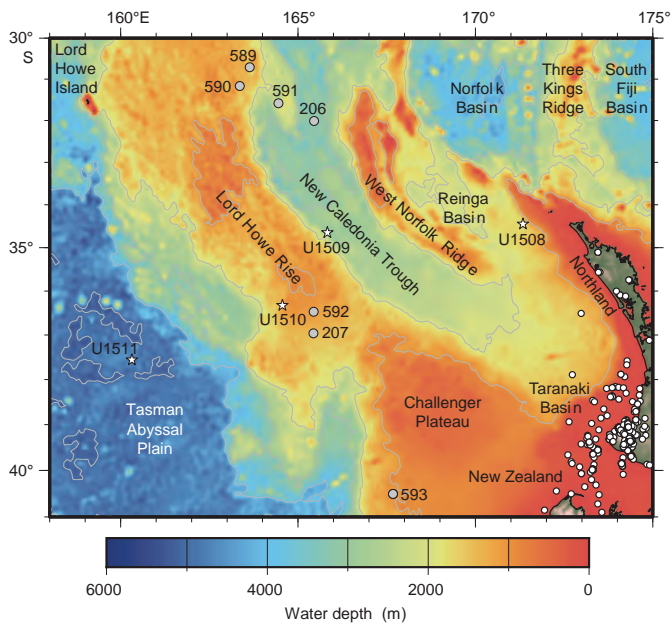 160°E
165°
170°
175°
30°
S
Lord
Howe
Island
589
590
591
206
Norfolk
Basin
Three
Kings
Ridge
South
Fiji
Basin
Lord Howe Rise
New Caledonia Trough
West Norfolk Ridge
Reinga
Basin
U1508
35°
U1509
Northland
U1510
592
207
U1511
Tasman
Abyssal
Plain
Challenger
Plateau
Taranaki
Basin
40°
593
New Zealand
6000
4000
2000
0
Water depth (m)